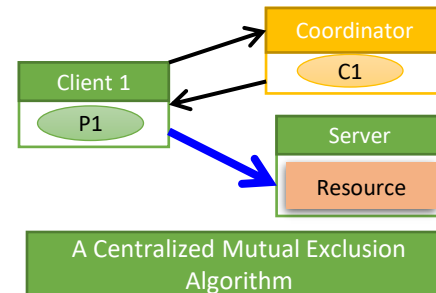 Coordinator
C1
Client 1
P1
Server
Resource
A Centralized Mutual Exclusion
Algorithm